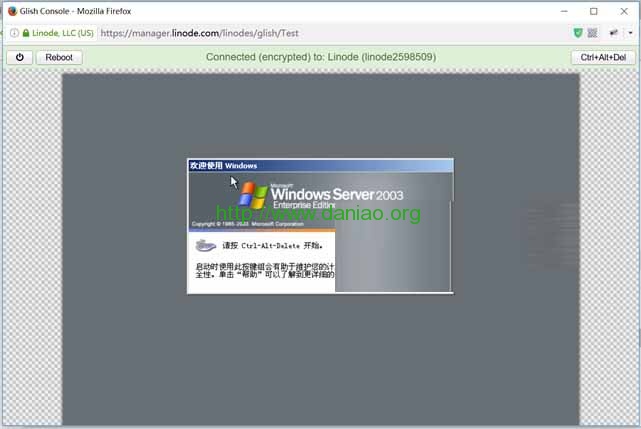 Glish Console - Mozilla Firefox
Linode, LLC (US) https://manager.linode.com/linodes/glish/Test
Reboot
Connected (encrypted) to: Linode (linode2598509)
Ctrl+Alt+Del
欢迎使用 Windows
Microsoft
Windows Server 2003
Enterprise Edition
http://www.daniao.org
Copyright © 1985-2003 Microsoft Corporation
请按 Ctrl-Alt-Delete 开始。
启动时使用此按键组合有助于维护您的计
全性。单击“帮助”可以了解到更详细的